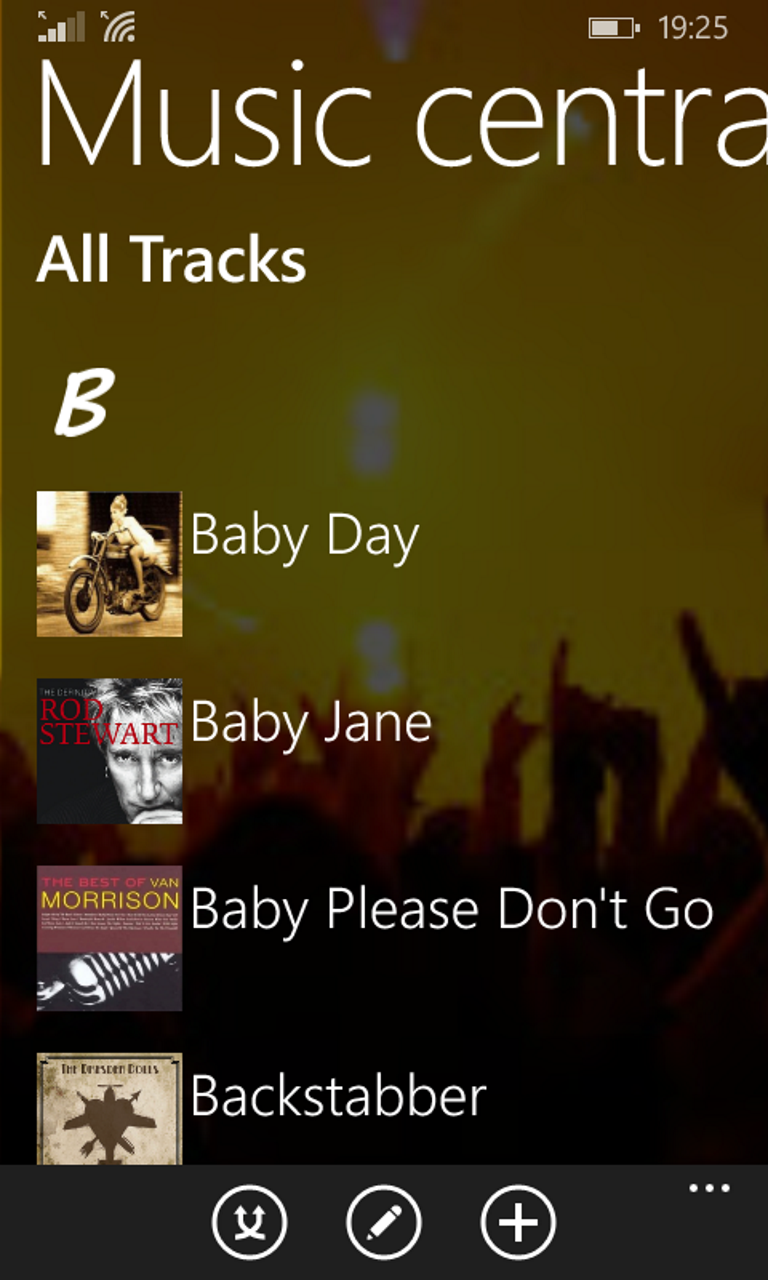 19:25
Music centra
All Tracks
B
Baby Day
THE DEFINITIV
ROD
STEWART
Baby Jane
THE BEST OF VAN
MORRISON
Baby Please Don't Go
THE DRESDEN DOLLS
Backstabber